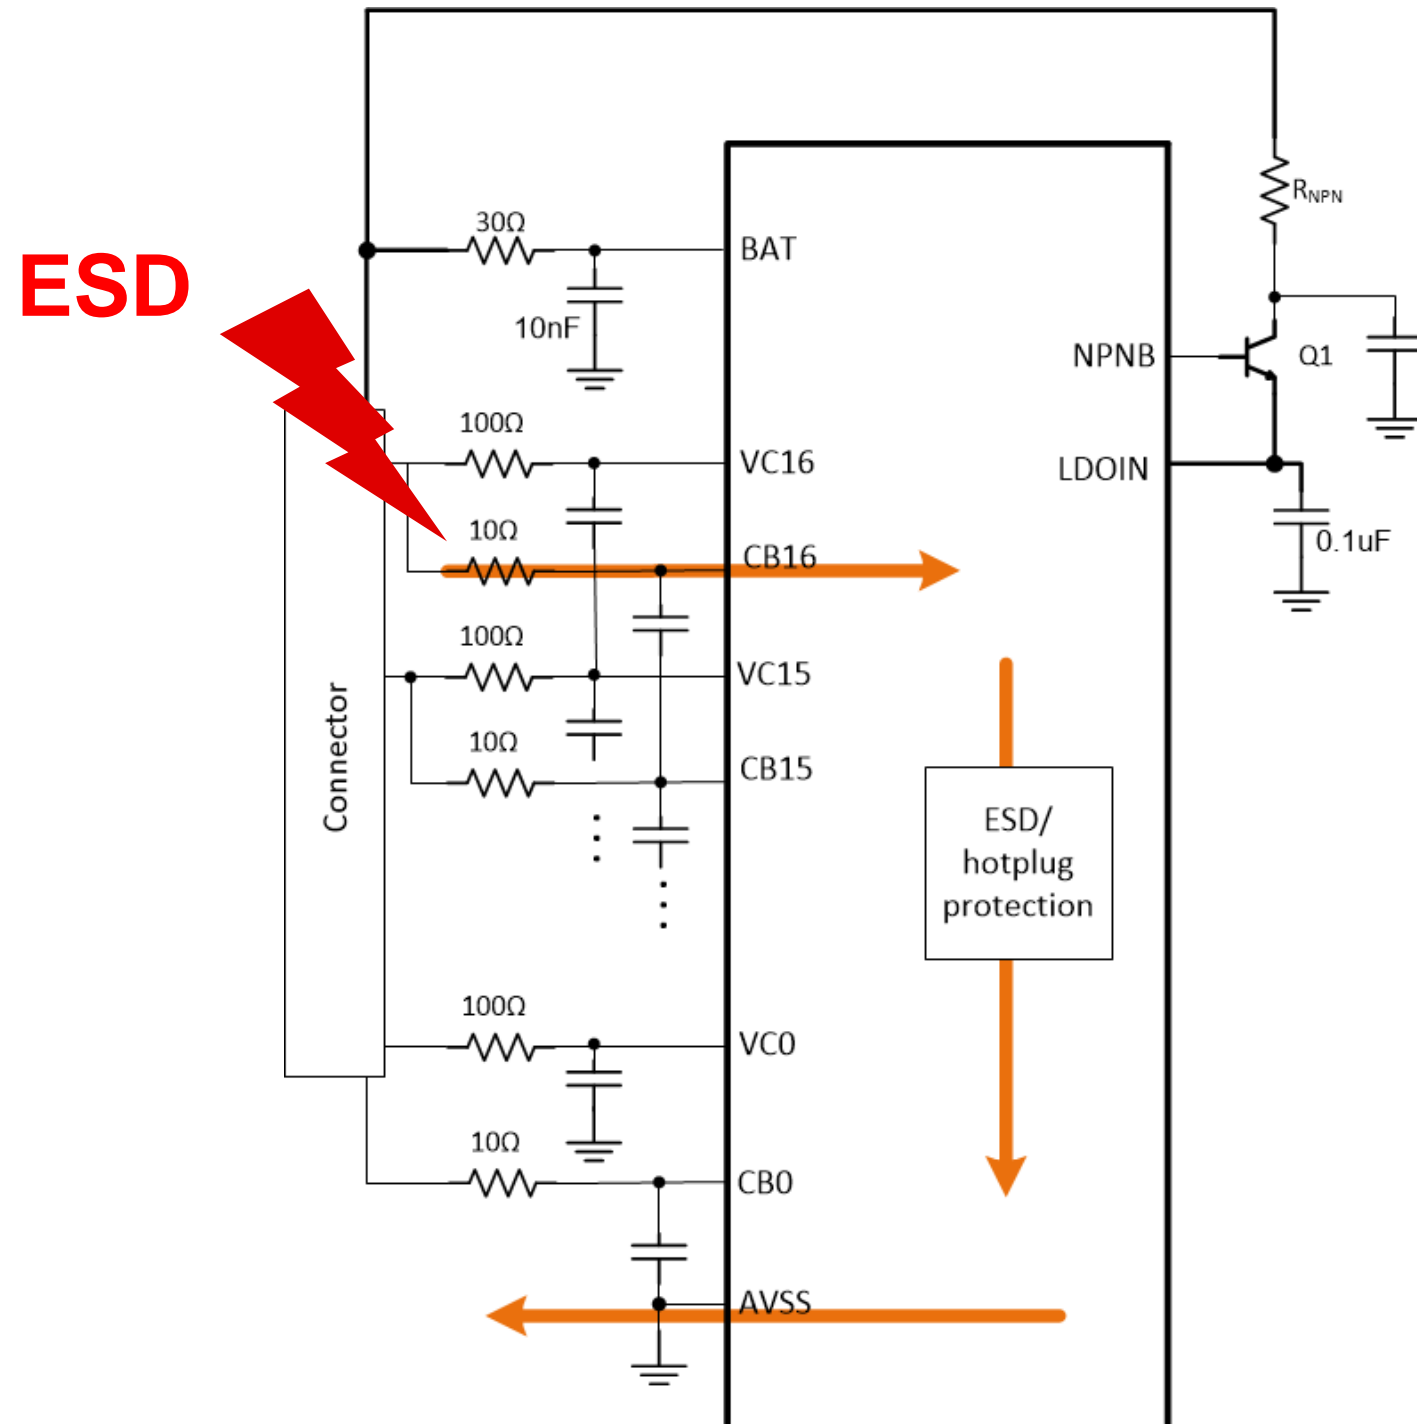 ESD
30Ω
BAT
10nF
R_NPN
NPNB
Q1
100Ω
VC16
LDOIN
10Ω
CB16
0.1uF
100Ω
VC15
Connector
10Ω
CB15
ESD/
hotplug
protection
100Ω
VC0
10Ω
CB0
AVSS